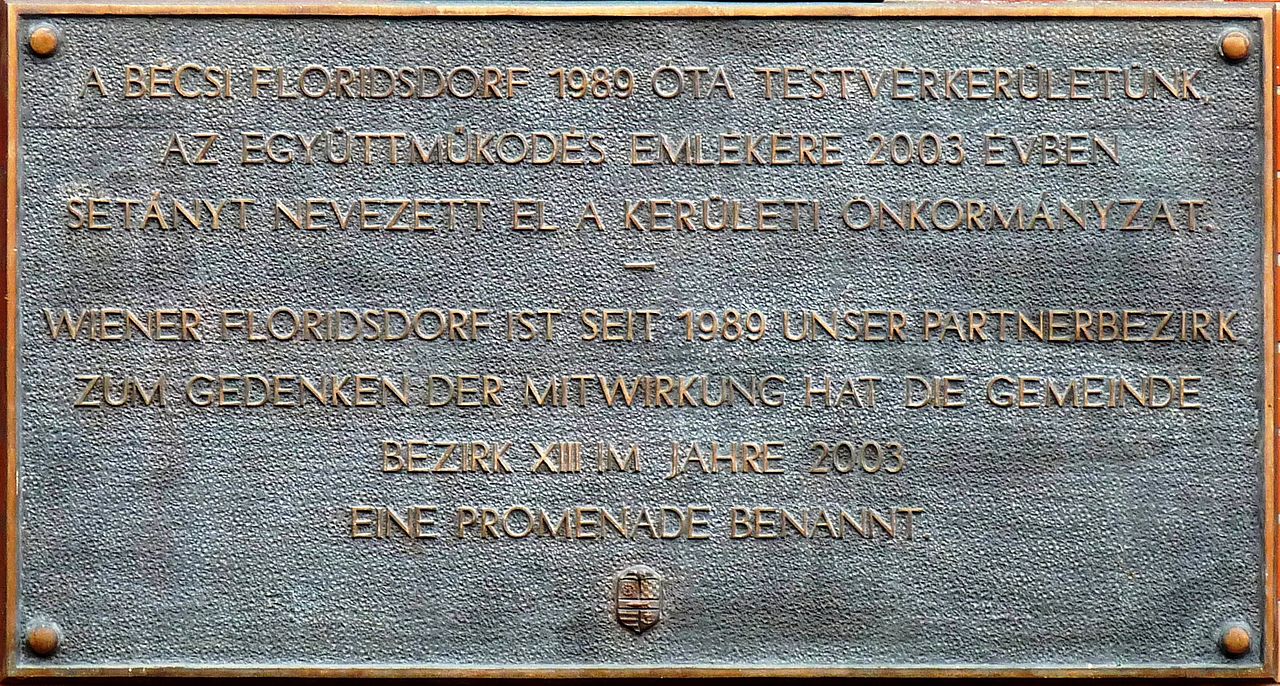 A BÉCSI FLORIDSDORF 1989 ÓTA TESTVÉRKERÜLETÜNK,
AZ EGYÜTTMŰKÖDÉS EMLÉKÉRE 2003 ÉVBEN
SÉTÁNYT NEVEZETT EL A KERÜLETI ÖNKORMÁNYZAT.
–
WIENER FLORIDSDORF IST SEIT 1989 UNSER PARTNERBEZIRK
ZUM GEDENKEN DER MITWIRKUNG HAT DIE GEMEINDE
BEZIRK XIII IM JAHRE 2003
EINE PROMENADE BENANNT.